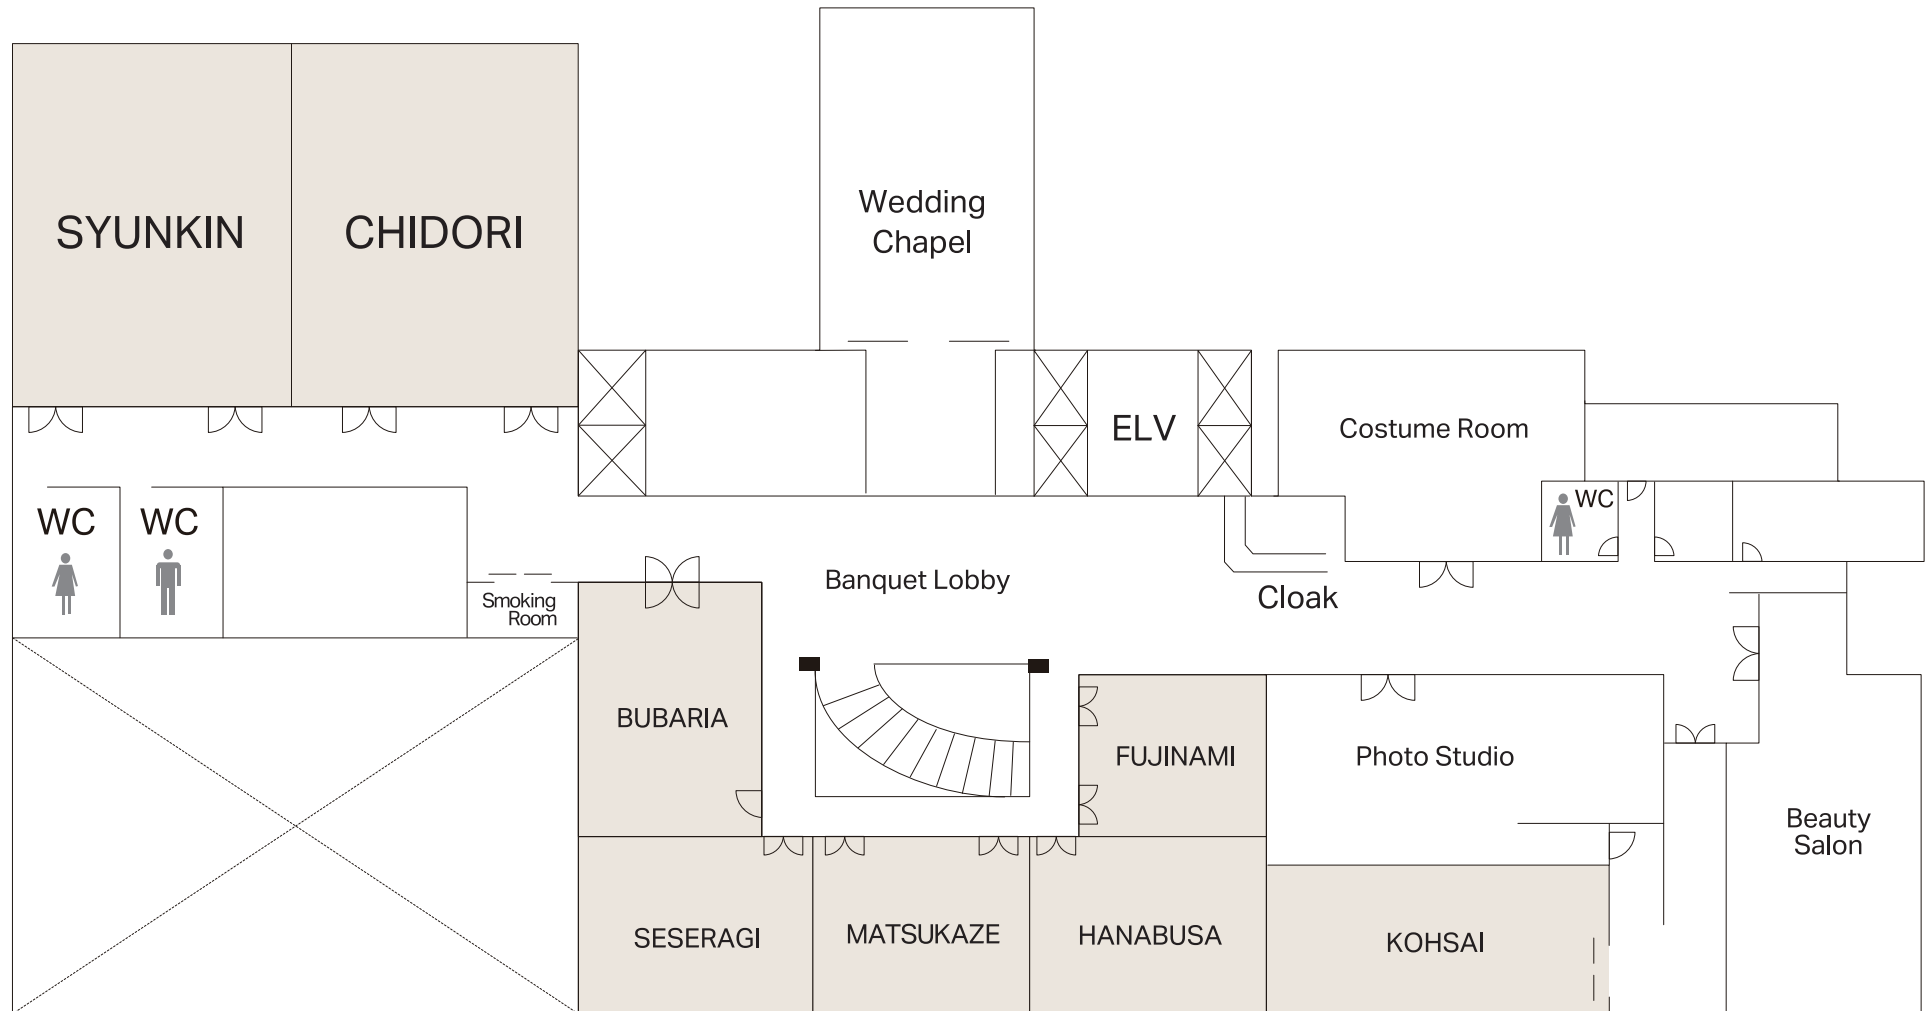 SYUNKIN
CHIDORI
Wedding
Chapel
ELV
Costume Room
WC
WC
WC
Smoking
Room
Banquet Lobby
Cloak
BUBARIA
FUJINAMI
Photo Studio
Beauty
Salon
SESERAGI
MATSUKAZE
HANABUSA
KOHSAI